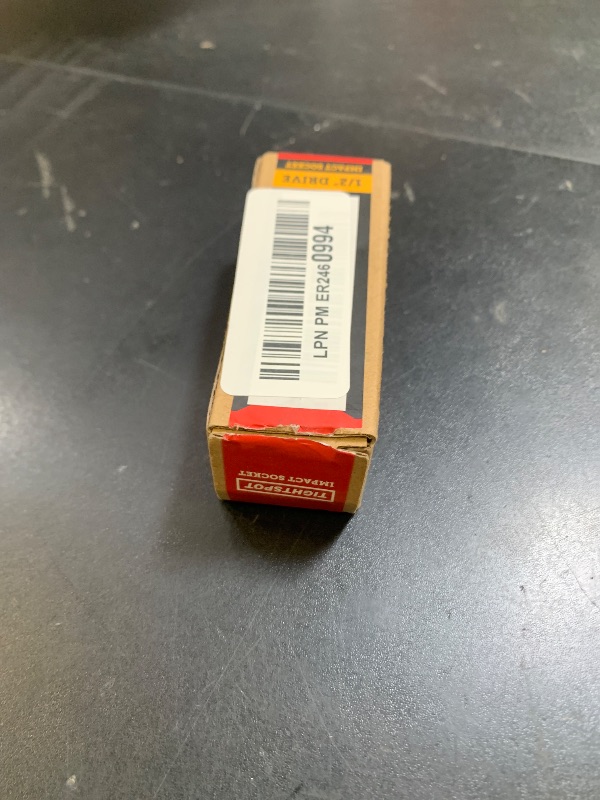 IMPACT SOCKET
1/2" DRIVE
LPN PM ER2460994
TIGHTSPOT
IMPACT SOCKET